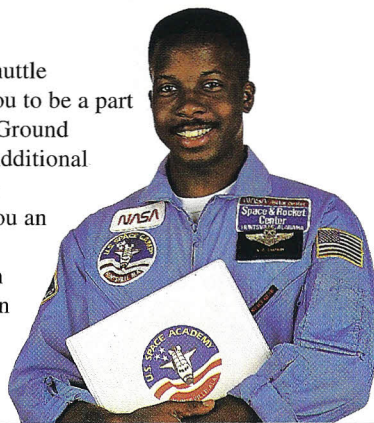 huttle
ou to be a part
Ground
dditional
ou an
n
n
NASA
U.S. SPACE CAMP
Space & Rocket
Center
HUNTSVILLE, ALABAMA
U.S. SPACE ACADEMY